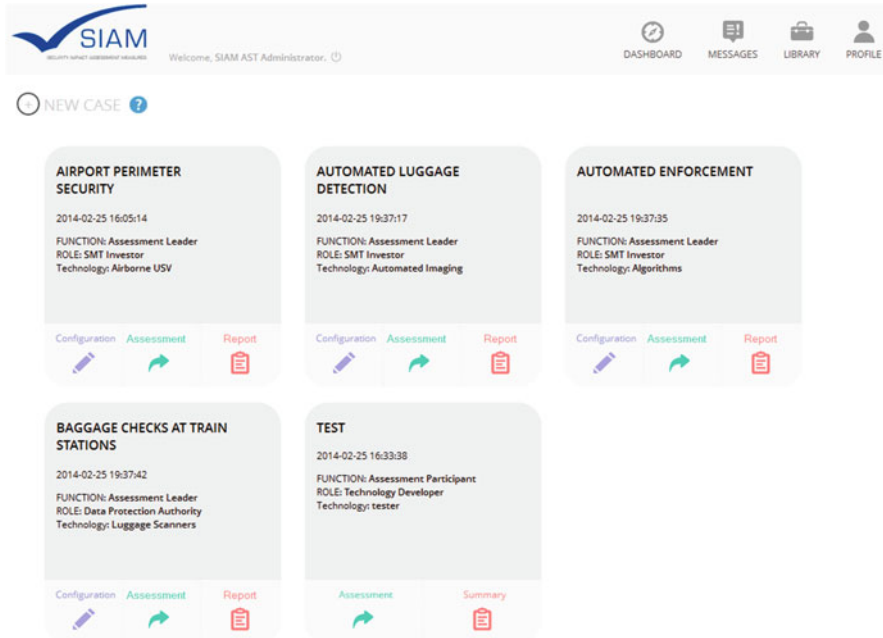 SIAM
SECURITY IMPACT ASSESSMENT MEASURES
Welcome, SIAM AST Administrator.
DASHBOARD
MESSAGES
LIBRARY
PROFILE
+ NEW CASE ?
AIRPORT PERIMETER
SECURITY
2014-02-25 16:05:14
FUNCTION: Assessment Leader
ROLE: SMT Investor
Technology: Airborne USV
Configuration
Assessment
Report
AUTOMATED LUGGAGE
DETECTION
2014-02-25 19:37:17
FUNCTION: Assessment Leader
ROLE: SMT Investor
Technology: Automated Imaging
Configuration
Assessment
Report
AUTOMATED ENFORCEMENT
2014-02-25 19:37:35
FUNCTION: Assessment Leader
ROLE: SMT Investor
Technology: Algorithms
Configuration
Assessment
Report
BAGGAGE CHECKS AT TRAIN
STATIONS
2014-02-25 19:37:42
FUNCTION: Assessment Leader
ROLE: Data Protection Authority
Technology: Luggage Scanners
Configuration
Assessment
Report
TEST
2014-02-25 16:33:38
FUNCTION: Assessment Participant
ROLE: Technology Developer
Technology: tester
Assessment
Summary